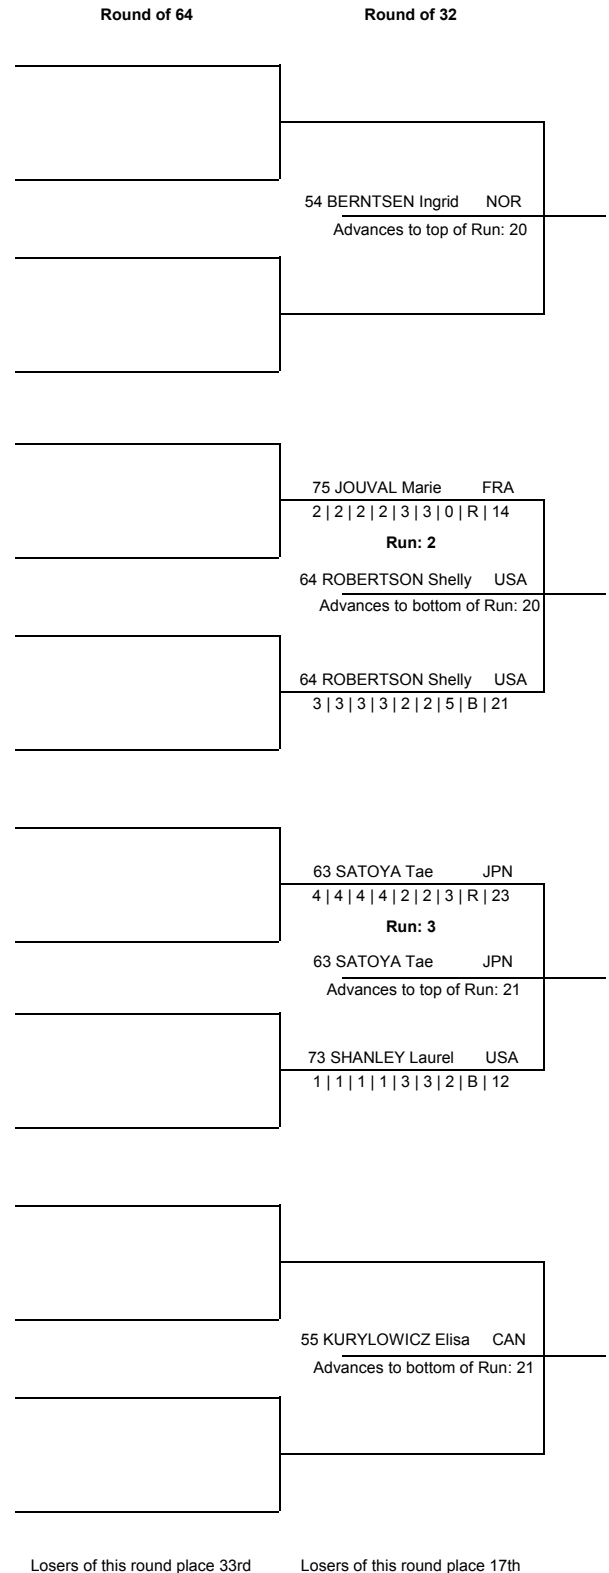 Round of 64 Round of 32
54 BERNTSEN Ingrid NOR
Advances to top of Run: 20
75 JOUVAL Marie FRA
2 | 2 | 2 | 2 | 3 | 3 | 0 | R | 14
Run: 2
64 ROBERTSON Shelly USA
Advances to bottom of Run: 20
64 ROBERTSON Shelly USA
3 | 3 | 3 | 3 | 2 | 2 | 5 | B | 21
63 SATOYA Tae JPN
4 | 4 | 4 | 4 | 2 | 2 | 3 | R | 23
Run: 3
63 SATOYA Tae JPN
Advances to top of Run: 21
73 SHANLEY Laurel USA
1 | 1 | 1 | 1 | 3 | 3 | 2 | B | 12
55 KURYLOWICZ Elisa CAN
Advances to bottom of Run: 21
Losers of this round place 33rd Losers of this round place 17th